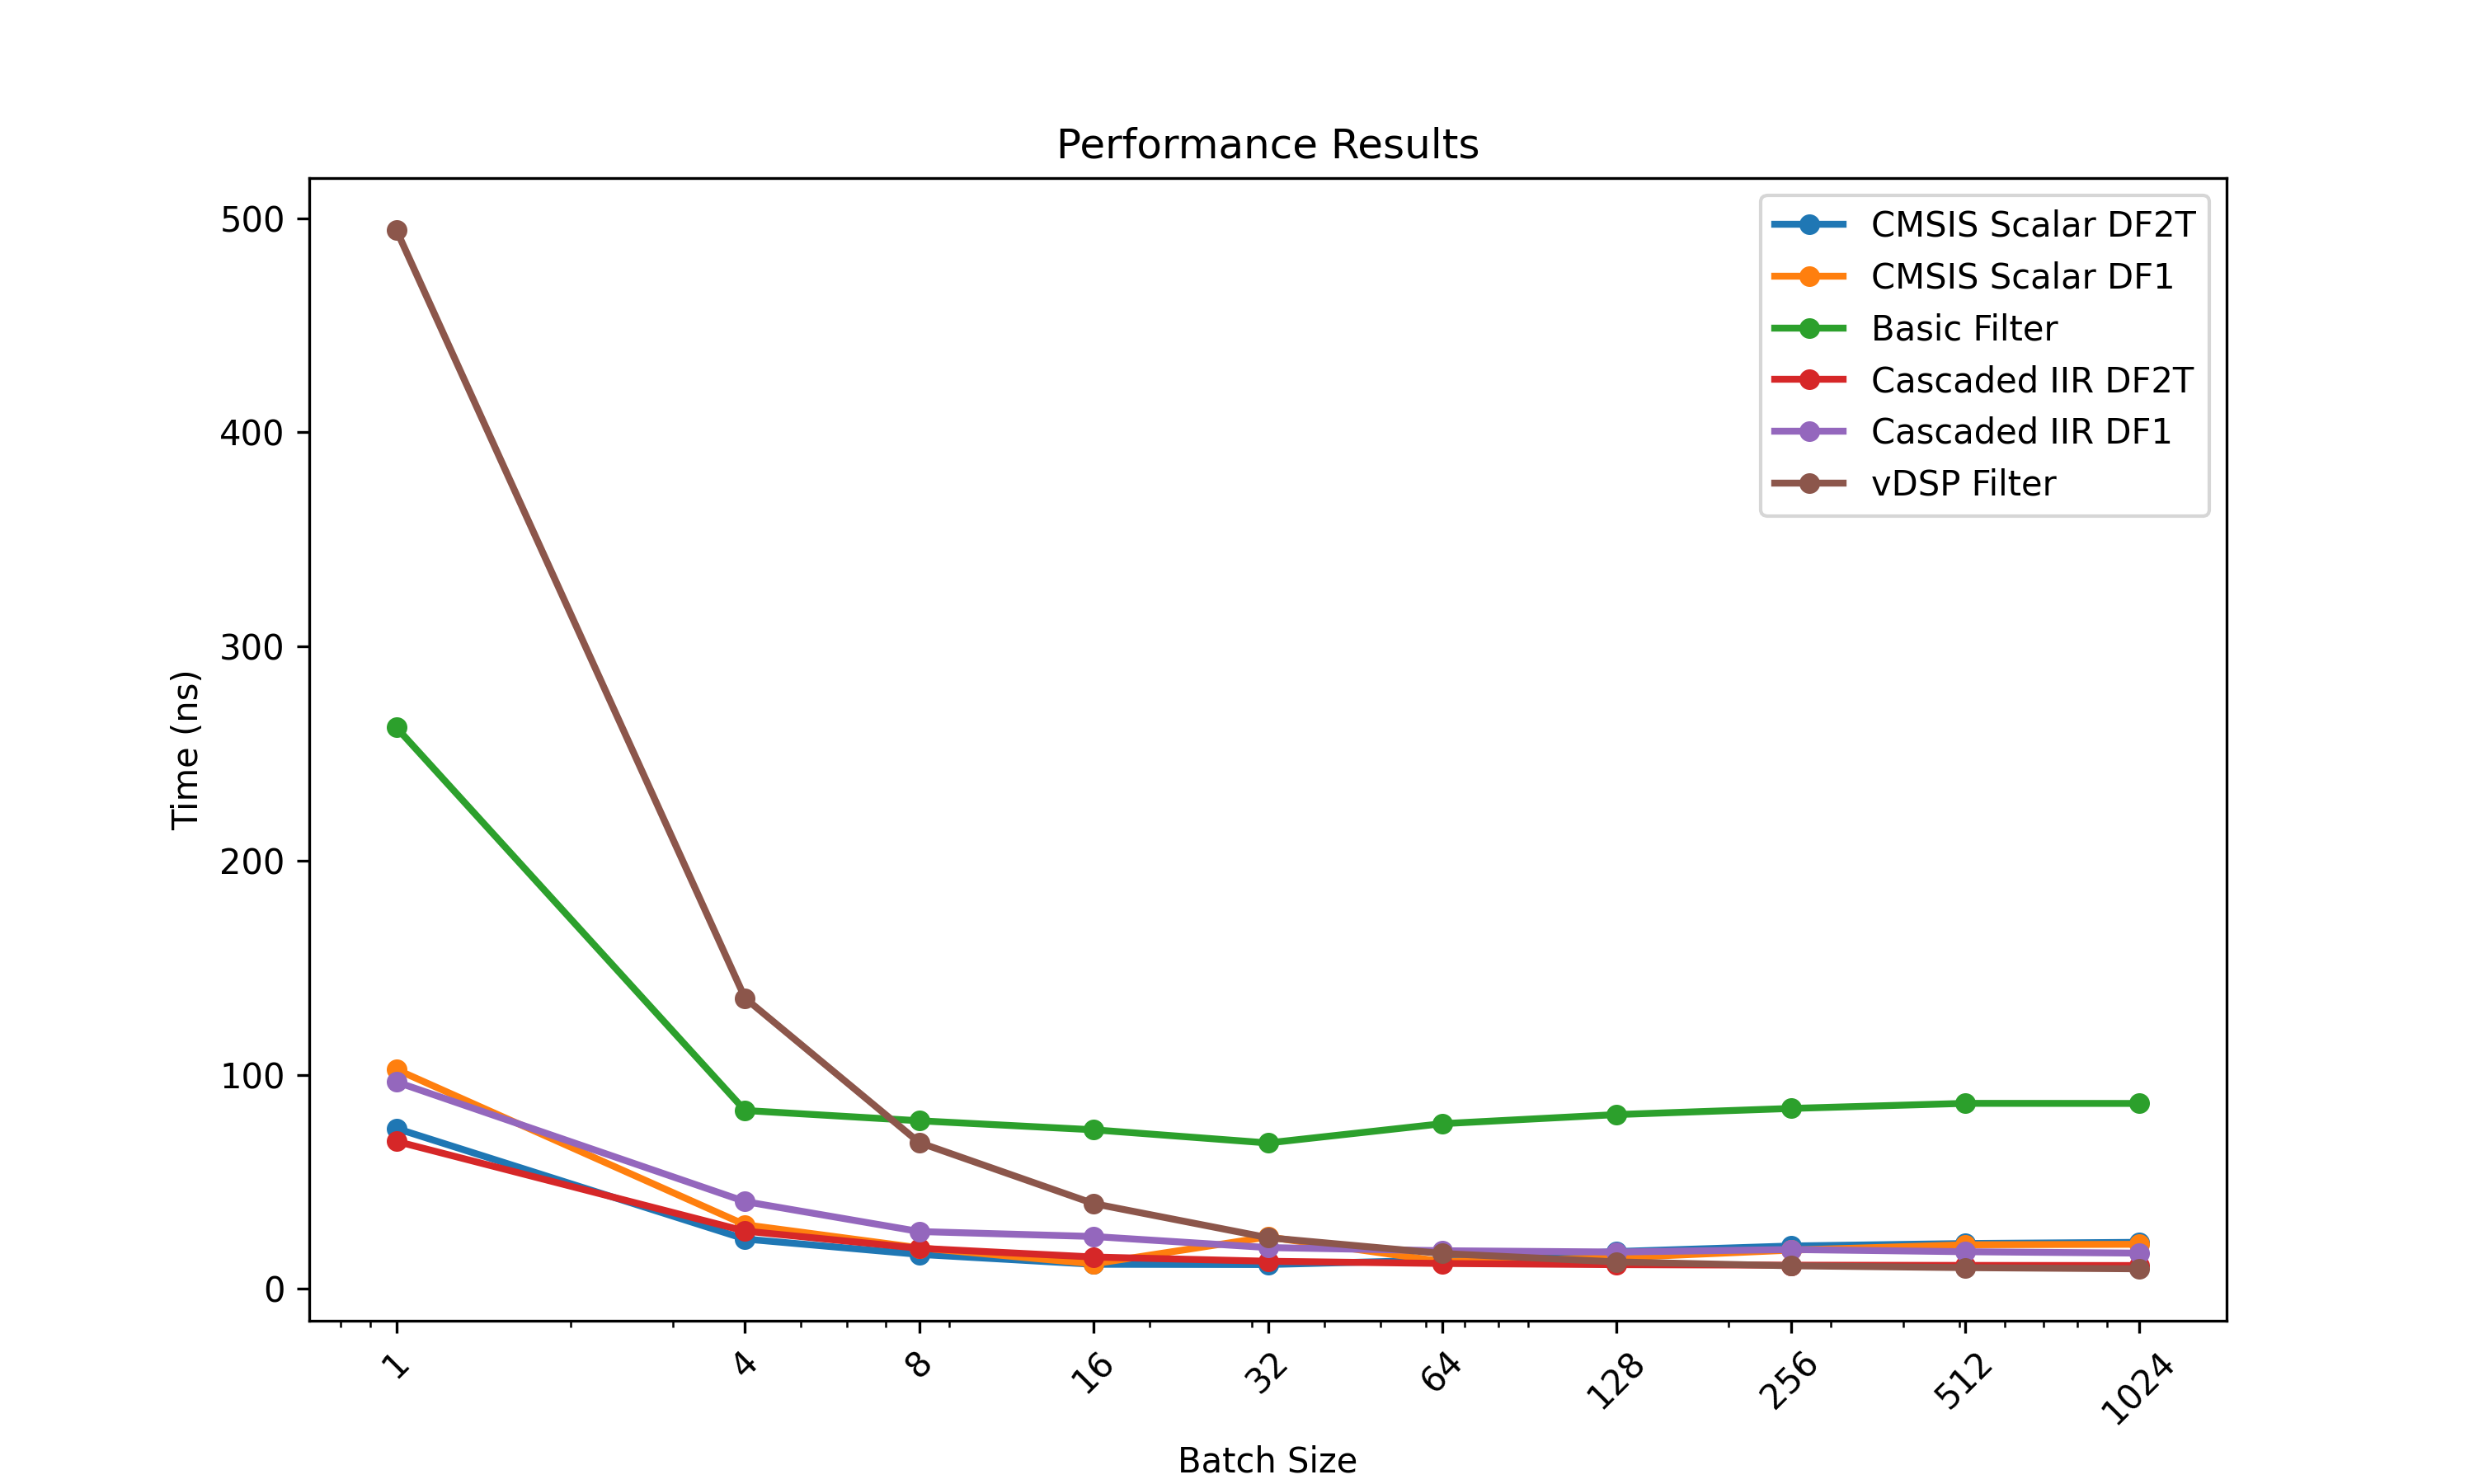 Performance Results
500
400
300
200
100
0
Time (ns)
CMSIS Scalar DF2T
CMSIS Scalar DF1
Basic Filter
Cascaded IIR DF2T
Cascaded IIR DF1
vDSP Filter
1
4
8
16
32
64
128
256
512
1024
Batch Size